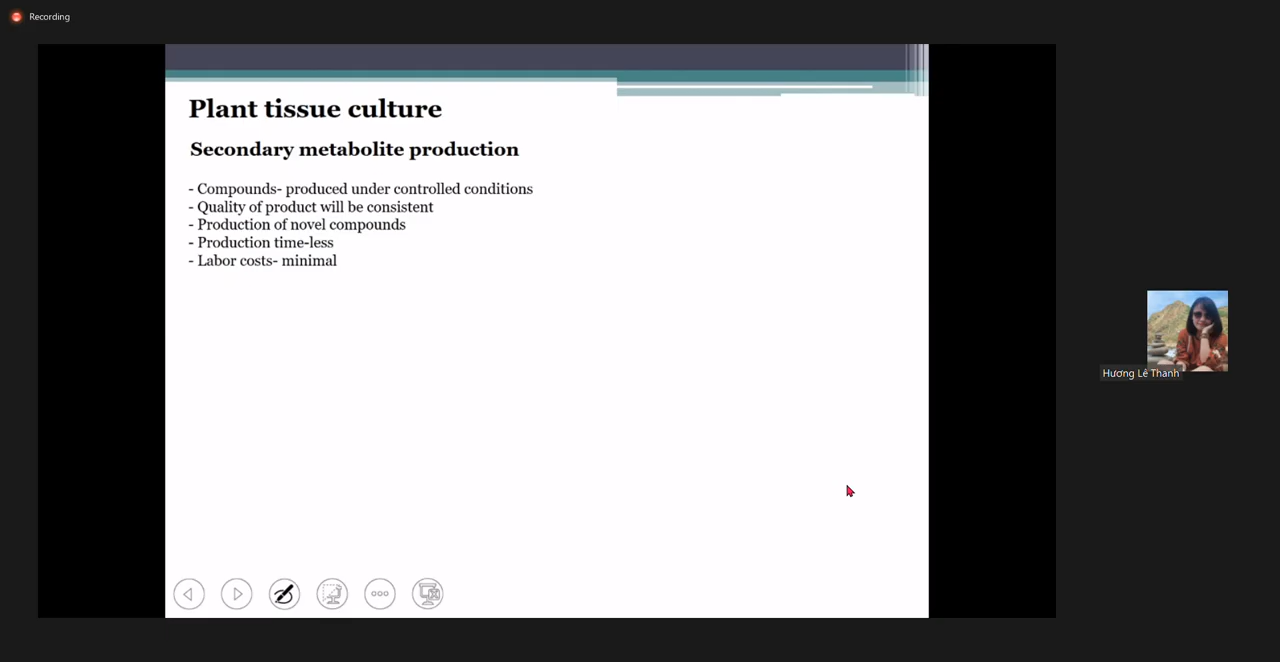 Recording
Plant tissue culture
Secondary metabolite production
- Compounds- produced under controlled conditions
- Quality of product will be consistent
- Production of novel compounds
- Production time-less
- Labor costs- minimal
Hương Lê Thanh